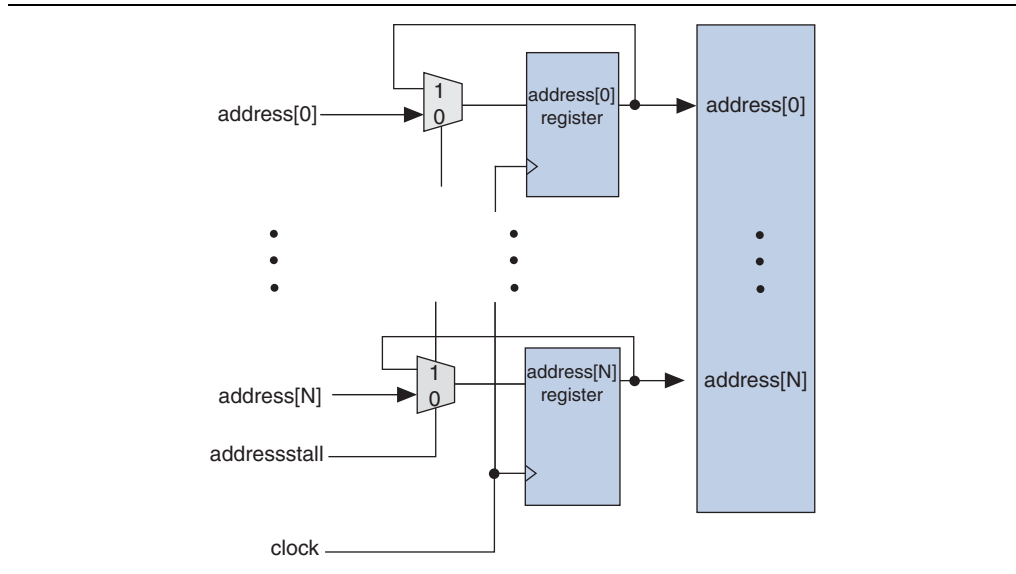 address[0]
1
0
address[0]
register
address[0]
address[N]
1
0
address[N]
register
address[N]
addressstall
clock